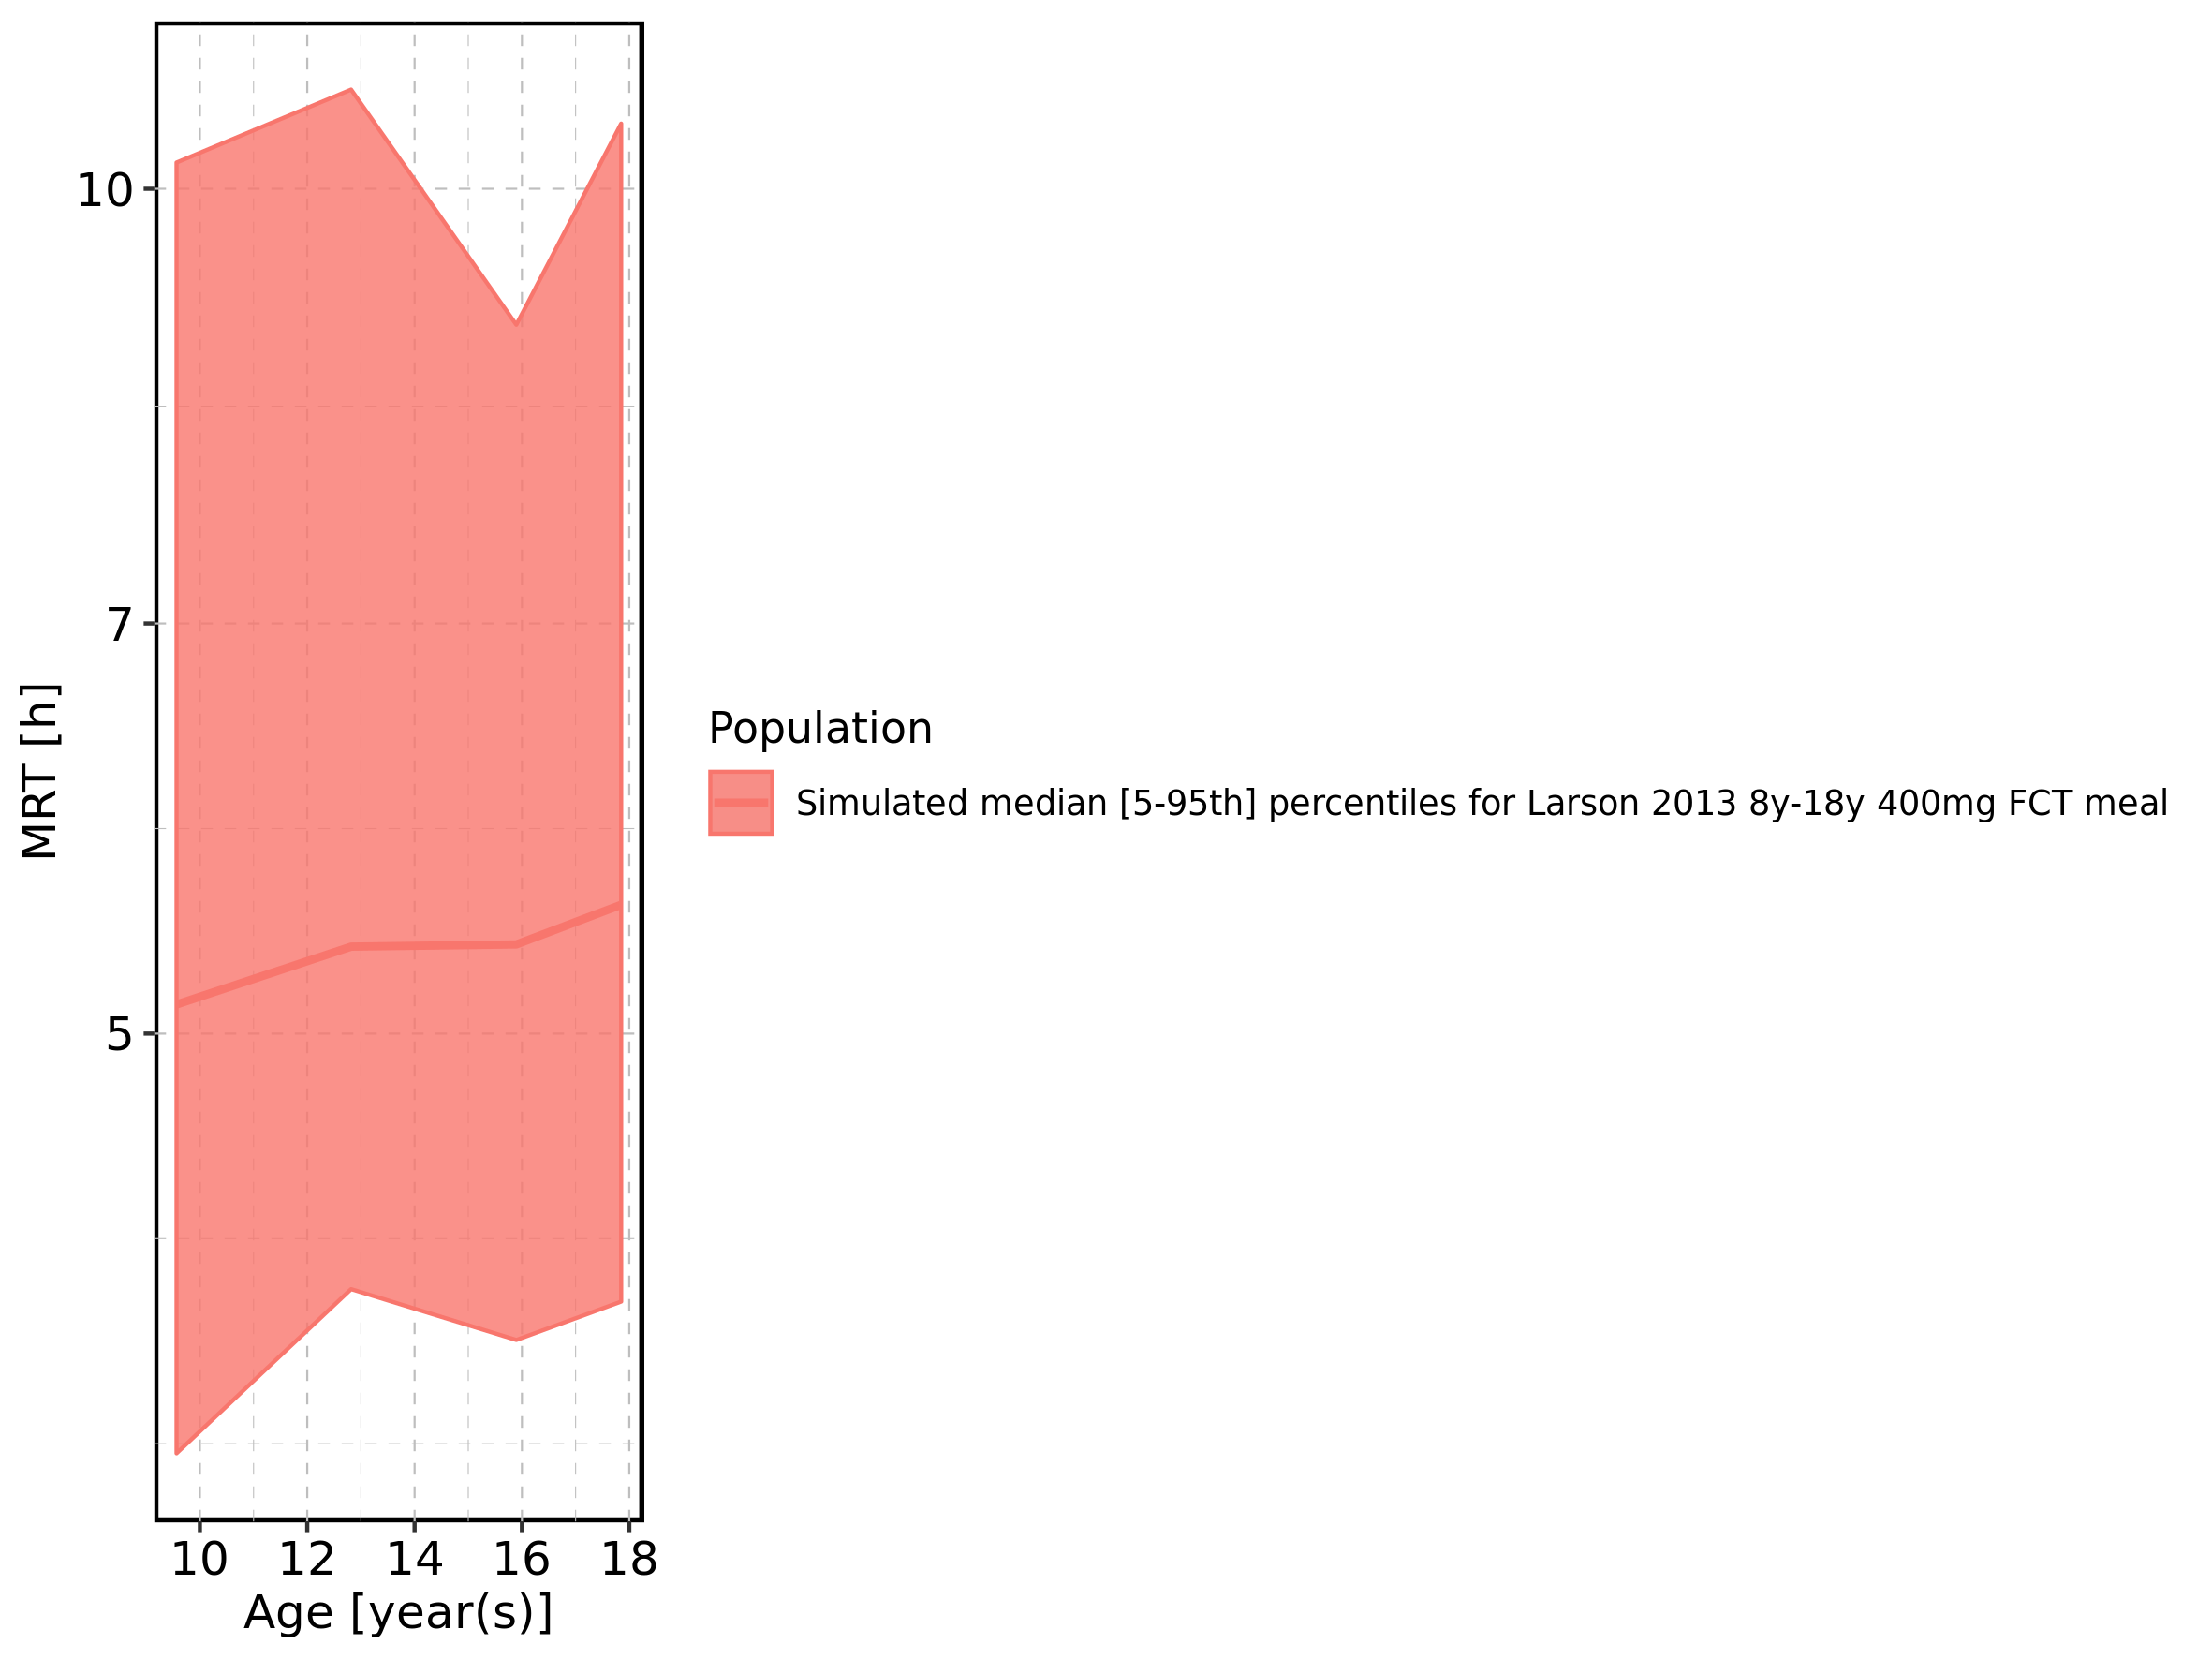 10
7
5
MRT [h]
10 12 14 16 18
Age [year(s)]
Population
Simulated median [5-95th] percentiles for Larson 2013 8y-18y 400mg FCT meal